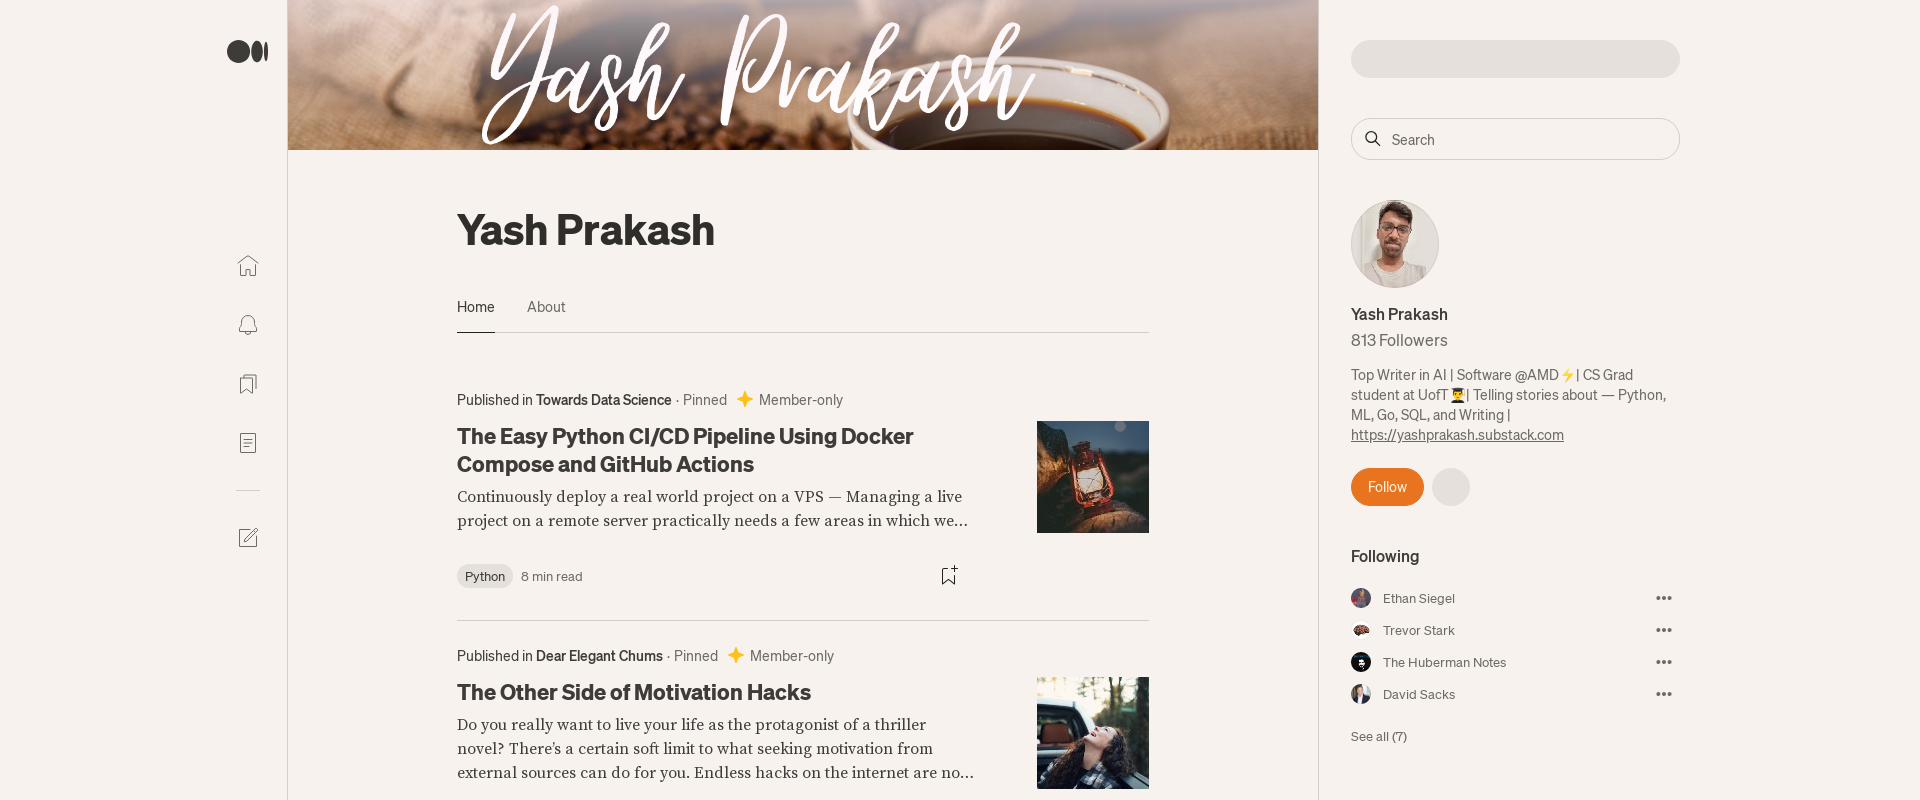 Yash Prakash
Yash Prakash
Home
About
Published in Towards Data Science · Pinned Member-only
The Easy Python CI/CD Pipeline Using Docker
Compose and GitHub Actions
Continuously deploy a real world project on a VPS — Managing a live
project on a remote server practically needs a few areas in which we…
Python 8 min read
Published in Dear Elegant Chums · Pinned Member-only
The Other Side of Motivation Hacks
Do you really want to live your life as the protagonist of a thriller
novel? There’s a certain soft limit to what seeking motivation from
external sources can do for you. Endless hacks on the internet are no…
Search
Yash Prakash
813 Followers
Top Writer in AI | Software @AMD⚡| CS Grad
student at UofT👨‍🎓| Telling stories about — Python,
ML, Go, SQL, and Writing |
https://yashprakash.substack.com
Follow
Following
Ethan Siegel
Trevor Stark
The Huberman Notes
David Sacks
See all (7)